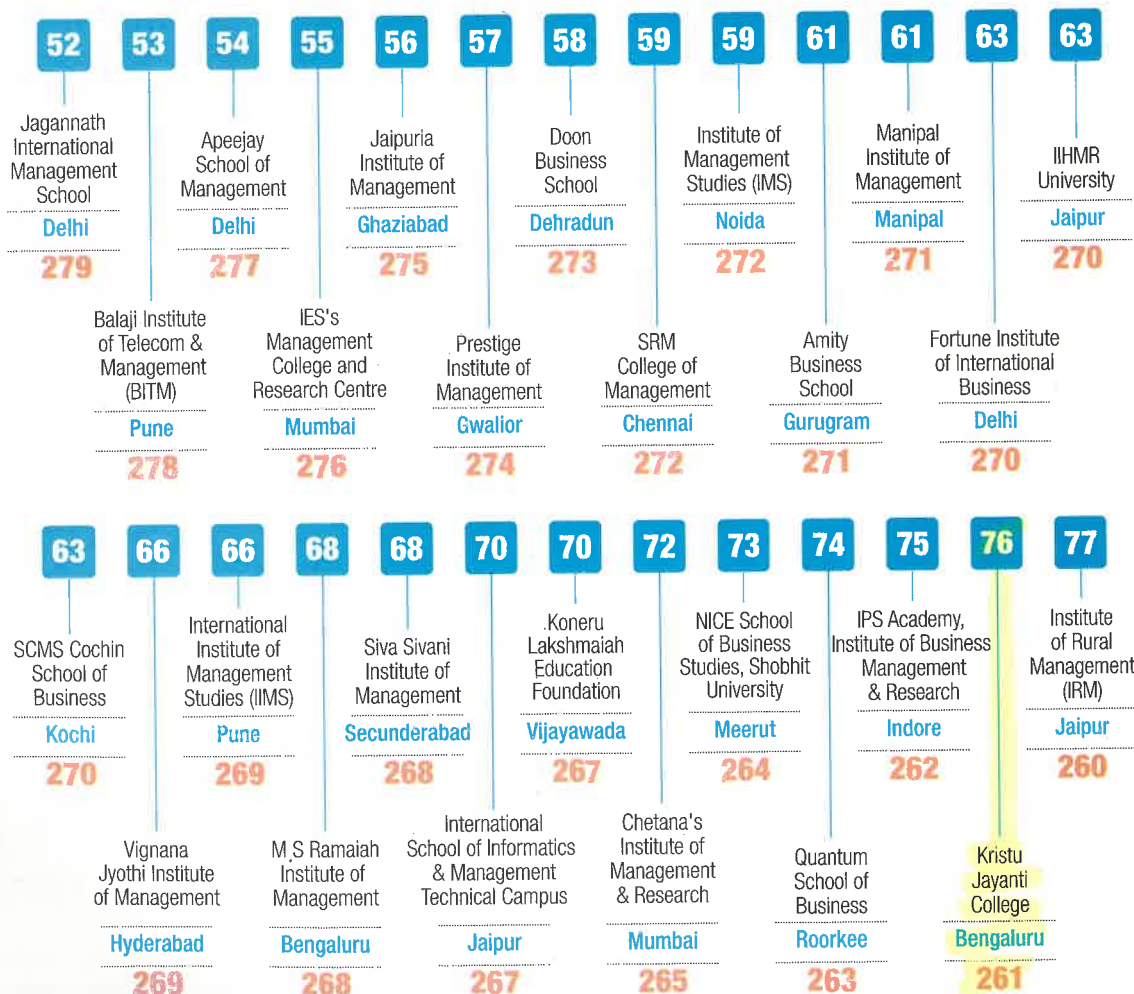 52
Jagannath
International
Management
School
Delhi
279
53
Balaji Institute
of Telecom &
Management
(BITM)
Pune
278
54
Apeejay
School of
Management
Delhi
277
55
IES's
Management
College and
Research Centre
Mumbai
276
56
Jaipuria
Institute of
Management
Ghaziabad
275
57
Prestige
Institute of
Management
Gwalior
274
58
Doon
Business
School
Dehradun
273
59
SRM
College of
Management
Chennai
272
59
Institute of
Management
Studies (IMS)
Noida
272
61
Amity
Business
School
Gurugram
271
61
Manipal
Institute of
Management
Manipal
271
63
Fortune Institute
of International
Business
Delhi
270
63
IIHMR
University
Jaipur
270
63
SCMS Cochin
School of
Business
Kochi
270
66
Vignana
Jyothi Institute
of Management
Hyderabad
269
66
International
Institute of
Management
Studies (IIMS)
Pune
269
68
M.S Ramaiah
Institute of
Management
Bengaluru
268
68
Siva Sivani
Institute of
Management
Secunderabad
268
70
International
School of Informatics
& Management
Technical Campus
Jaipur
267
70
Koneru
Lakshmaiah
Education
Foundation
Vijayawada
267
72
Chetana's
Institute of
Management
& Research
Mumbai
265
73
NICE School
of Business
Studies, Shobhit
University
Meerut
264
74
Quantum
School of
Business
Roorkee
263
75
IPS Academy,
Institute of Business
Management
& Research
Indore
262
76
Kristu
Jayanti
College
Bengaluru
261
77
Institute
of Rural
Management
(IRM)
Jaipur
260